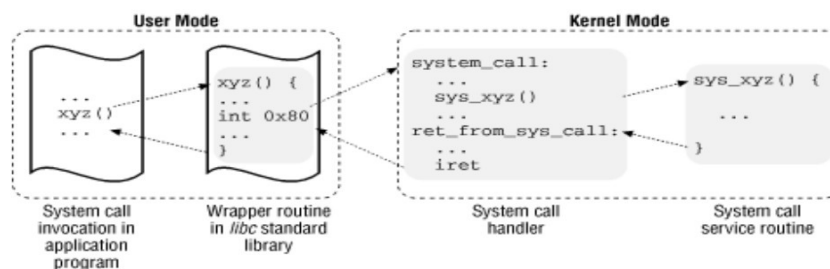 User Mode
Kernel Mode
...
xyz()
...
xyz() {
...
int 0x80
...
}
system_call:
...
sys_xyz()
...
ret_from_sys_call:
...
iret
sys_xyz() {
...
}
System call
invocation in
application
program
Wrapper routine
in libc standard
library
System call
handler
System call
service routine